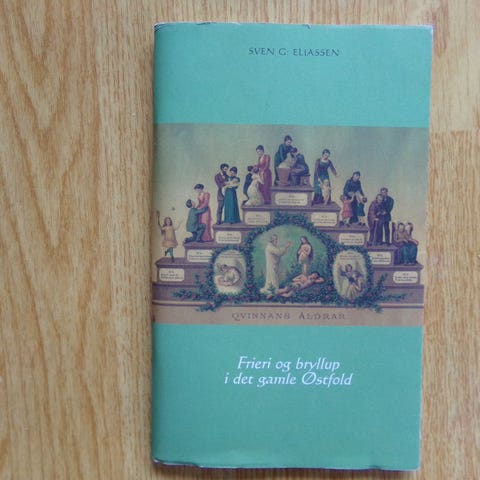 SVEN G. ELIASSEN
QVINNANS ÅLDRAR
Frieri og bryllup
i det gamle Østfold